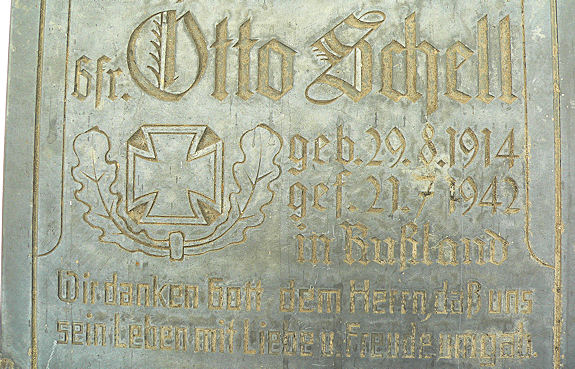 Gfr. Otto Schell
geb. 29. 8. 1914
gef. 21. 7. 1942
in Rußland
Wir danken Gott dem Herrn, daß uns
sein Leben mit Liebe u. Freude umgab.